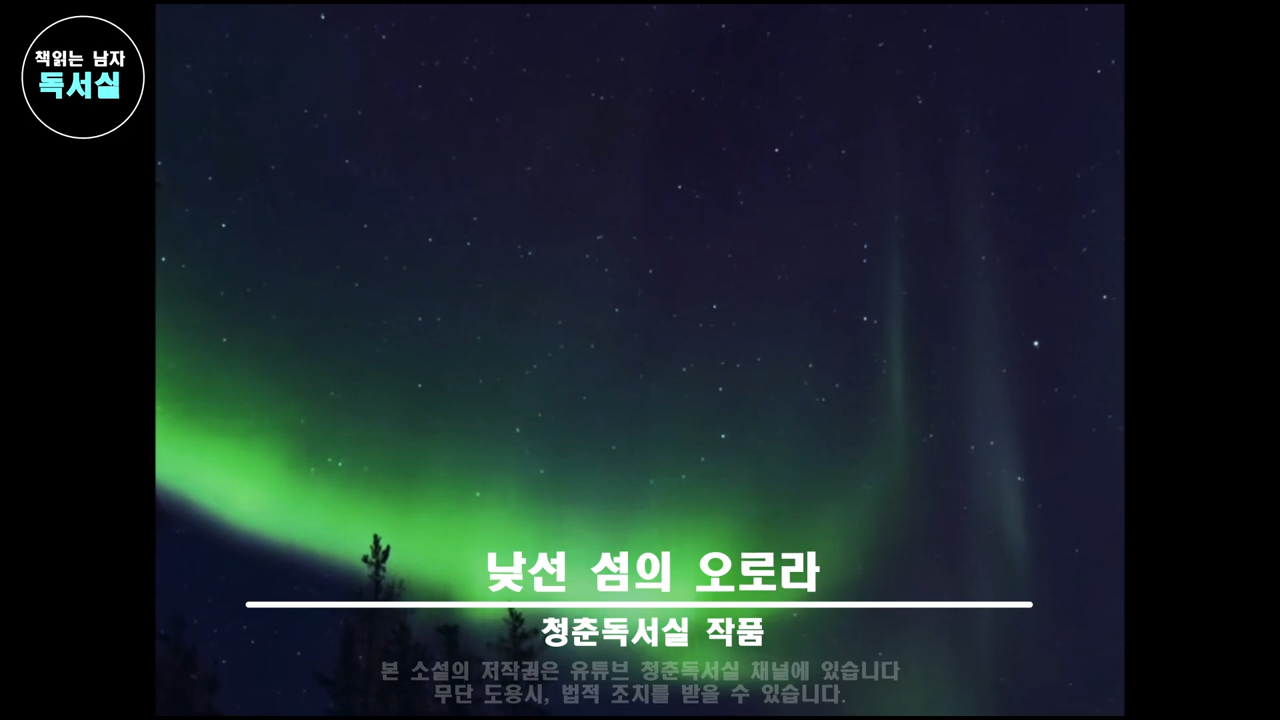 책읽는 남자
독서실
낯선 섬의 오로라
청춘독서실 작품
본 소설의 저작권은 유튜브 청춘독서실 채널에 있습니다
무단 도용시, 법적 조치를 받을 수 있습니다.